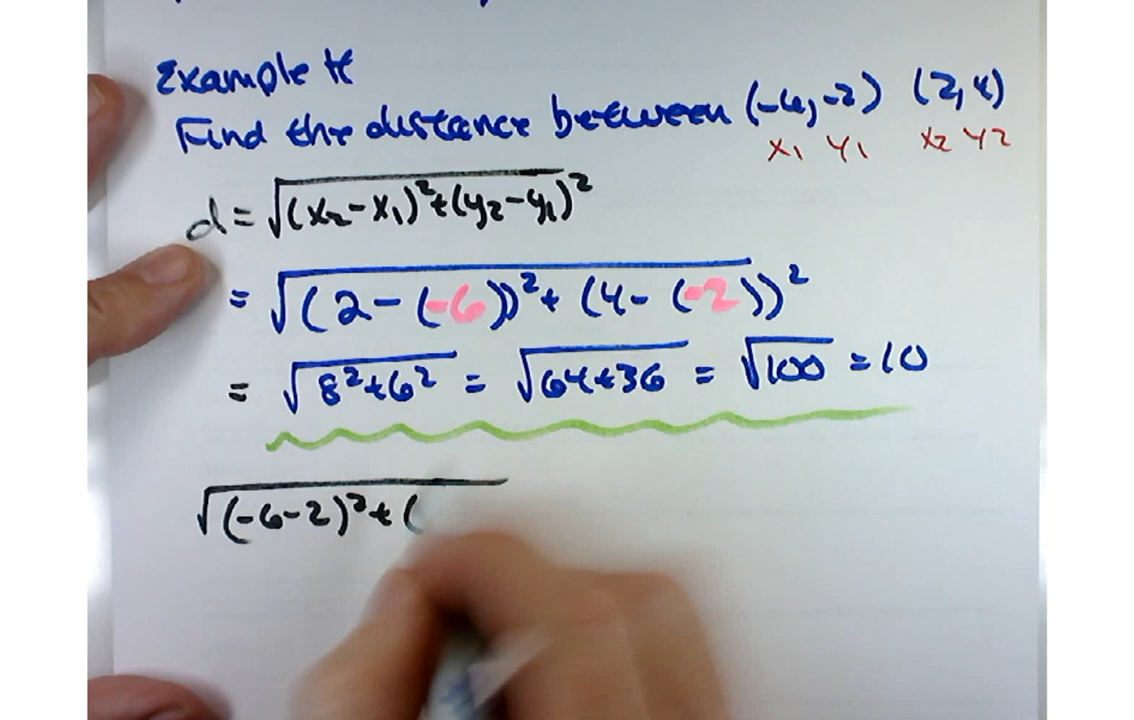 Example
Find the distance between (-6,-2) (2,4)
x₁ y₁ x₂ y₂
d = √(x₂-x₁)²+(y₂-y₁)²
= √(2-(-6))²+(4-(-2))²
= √8²+6² = √64+36 = √100 = 10
√(-6-2)²+(